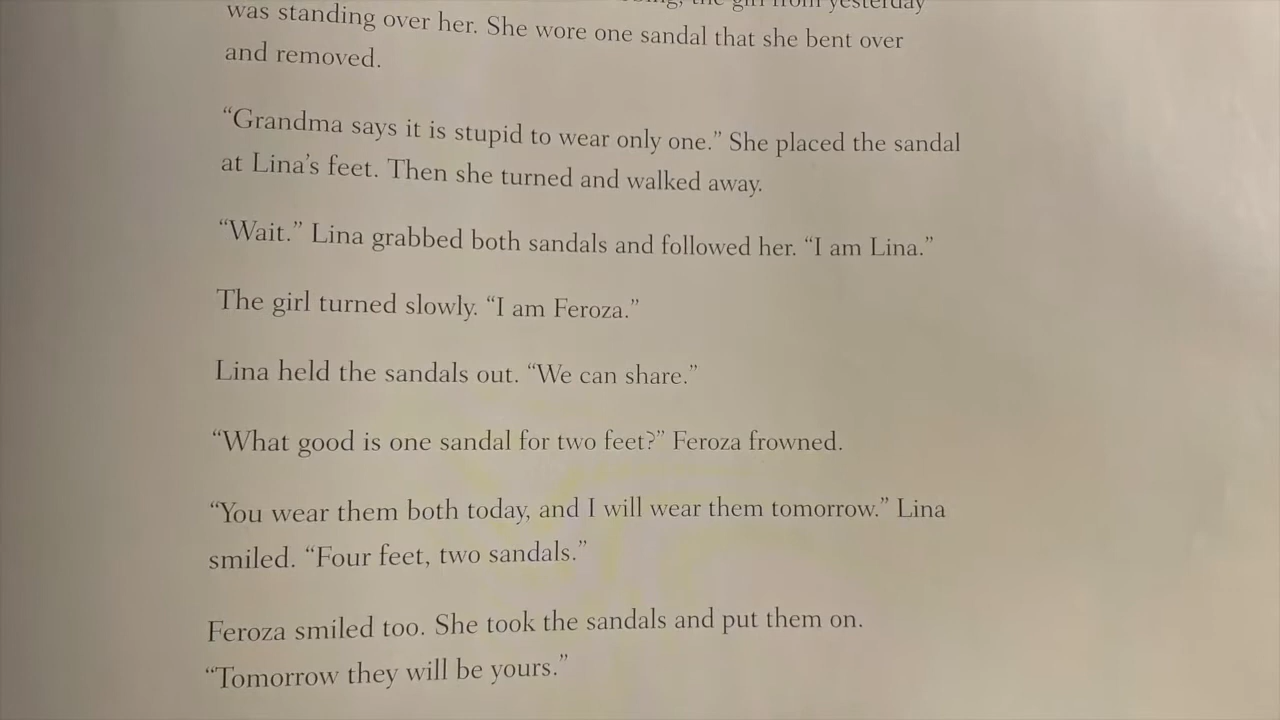 the girl from yesterday
was standing over her. She wore one sandal that she bent over
and removed.
“Grandma says it is stupid to wear only one.” She placed the sandal
at Lina’s feet. Then she turned and walked away.
“Wait.” Lina grabbed both sandals and followed her. “I am Lina.”
The girl turned slowly. “I am Feroza.”
Lina held the sandals out. “We can share.”
“What good is one sandal for two feet?” Feroza frowned.
“You wear them both today, and I will wear them tomorrow.” Lina
smiled. “Four feet, two sandals.”
Feroza smiled too. She took the sandals and put them on.
“Tomorrow they will be yours.”